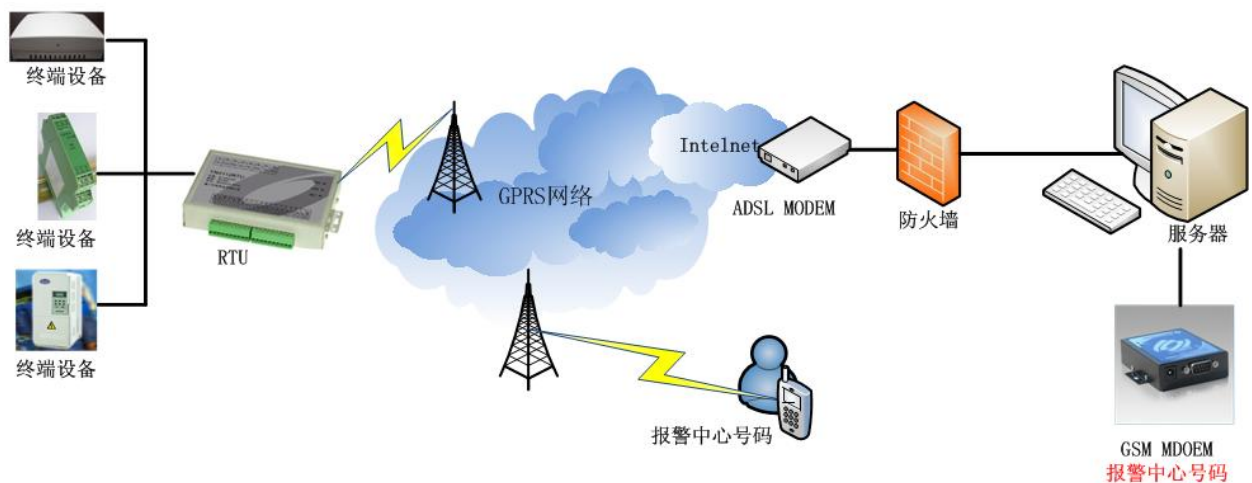 终端设备
终端设备
终端设备
RTU
GPRS网络
Intelnet
ADSL MODEM
防火墙
服务器
报警中心号码
GSM MDOEM
报警中心号码